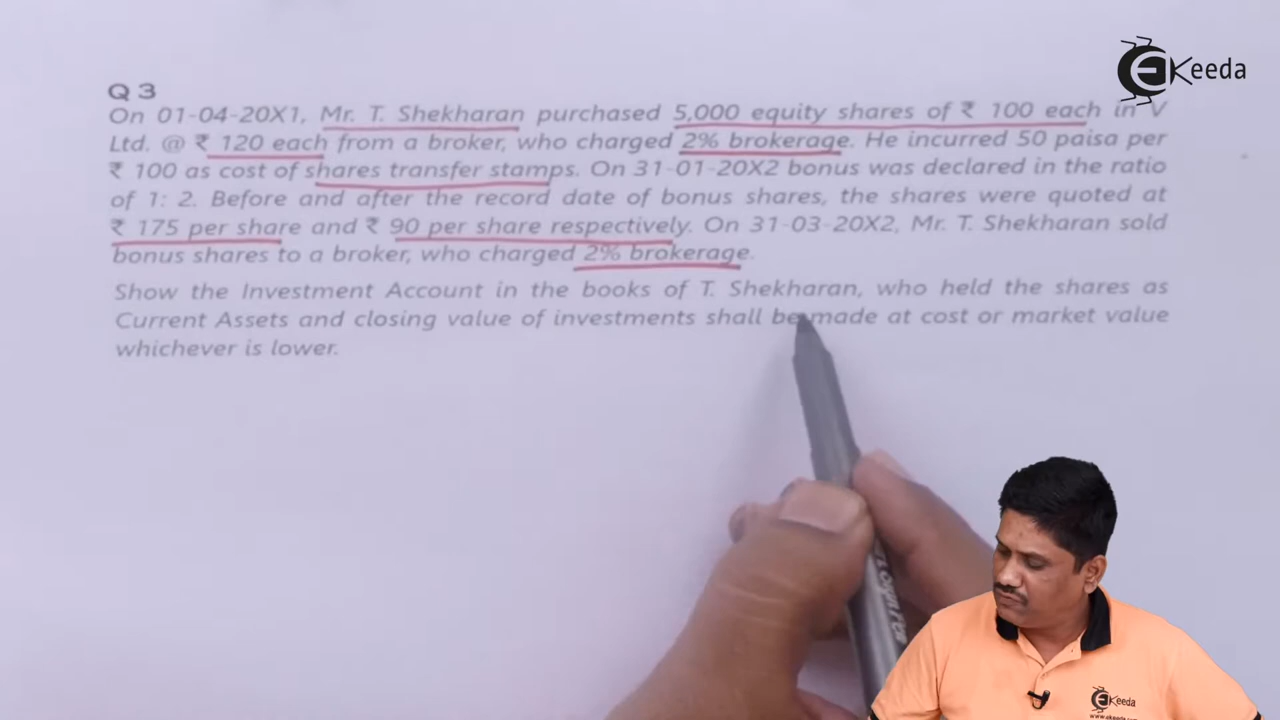 Keeda
Q 3
On 01-04-20X1, Mr. T. Shekharan purchased 5,000 equity shares of ₹ 100 each in V
Ltd. @ ₹ 120 each from a broker, who charged 2% brokerage. He incurred 50 paisa per
₹ 100 as cost of shares transfer stamps. On 31-01-20X2 bonus was declared in the ratio
of 1: 2. Before and after the record date of bonus shares, the shares were quoted at
₹ 175 per share and ₹ 90 per share respectively. On 31-03-20X2, Mr. T. Shekharan sold
bonus shares to a broker, who charged 2% brokerage.
Show the Investment Account in the books of T. Shekharan, who held the shares as
Current Assets and closing value of investments shall be made at cost or market value
whichever is lower.
Keeda